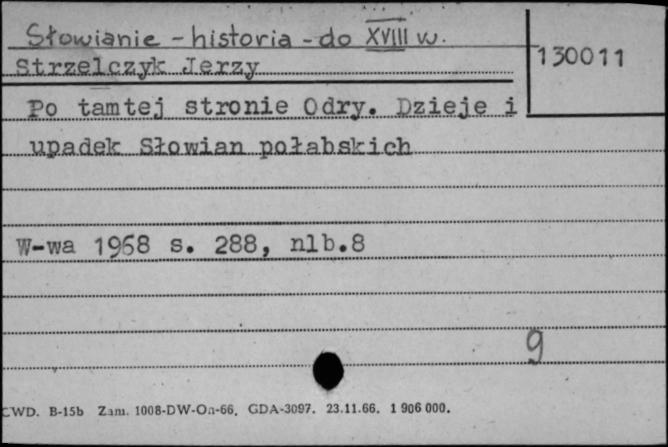 Słowianie - historia - do XVIII w.
130011
Strzelczyk Jerzy
Po tamtej stronie Odry. Dzieje i
upadek Słowian połabskich
W-wa 1968 s. 288, nlb.8
9
CWD. B-15b Zam. 1008-DW-On-66. GDA-3097. 23.11.66. 1 906 000.